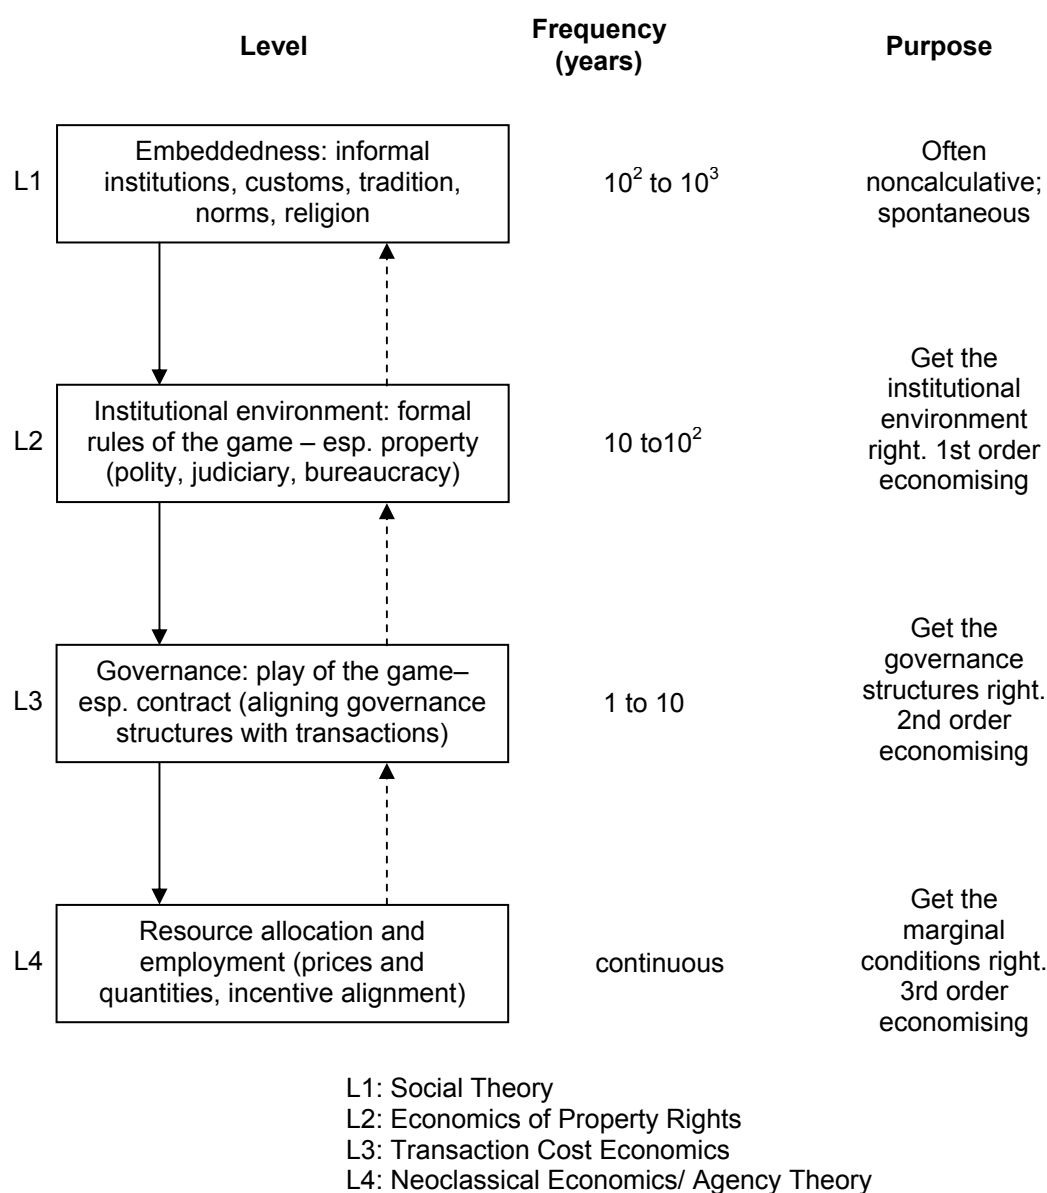 Level
Frequency
(years)
Purpose
L1
Embeddedness: informal
institutions, customs, tradition,
norms, religion
10² to 10³
Often
noncalculative;
spontaneous
L2
Institutional environment: formal
rules of the game – esp. property
(polity, judiciary, bureaucracy)
10 to10²
Get the
institutional
environment
right. 1st order
economising
L3
Governance: play of the game–
esp. contract (aligning governance
structures with transactions)
1 to 10
Get the
governance
structures right.
2nd order
economising
L4
Resource allocation and
employment (prices and
quantities, incentive alignment)
continuous
Get the
marginal
conditions right.
3rd order
economising
L1: Social Theory
L2: Economics of Property Rights
L3: Transaction Cost Economics
L4: Neoclassical Economics/ Agency Theory